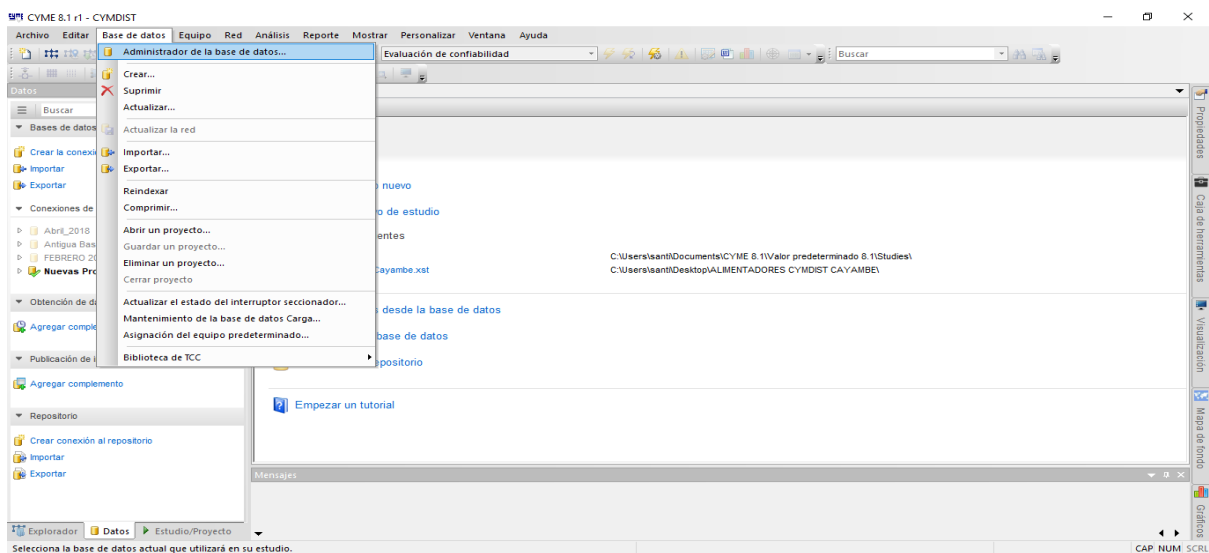 CYME 8.1 r1 - CYMDIST
Archivo Editar Base de datos Equipo Red Análisis Reporte Mostrar Personalizar Ventana Ayuda
Administrador de la base de datos...
Evaluación de confiabilidad
Buscar
Crear...
Suprimir
Actualizar...
Actualizar la red
Importar...
Exportar...
Reindexar
Comprimir...
Abrir un proyecto...
Guardar un proyecto...
Eliminar un proyecto...
Cerrar proyecto
Actualizar el estado del interruptor seccionador...
Mantenimiento de la base de datos Carga...
Asignación del equipo predeterminado...
Biblioteca de TCC
Datos
Buscar
Bases de datos
Crear la conexi
Importar
Exportar
Conexiones de
Abril_2018
Antigua Bas
FEBRERO 20
Nuevas Pro
Obtención de da
Agregar comple
Publicación de i
Agregar complemento
Repositorio
Crear conexión al repositorio
Importar
Exportar
Explorador Datos Estudio/Proyecto
nuevo
o de estudio
entes
C:\Users\santi\Documents\CYME 8.1\Valor predeterminado 8.1\Studies\
Cayambe.xst C:\Users\santi\Desktop\ALIMENTADORES CYMDIST CAYAMBE\
desde la base de datos
base de datos
epositorio
Empezar un tutorial
Mensajes
Propiedades
Caja de herramientas
Visualización
Mapa de fondo
Gráficos
Selecciona la base de datos actual que utilizará en su estudio.
CAP NUM SCRL